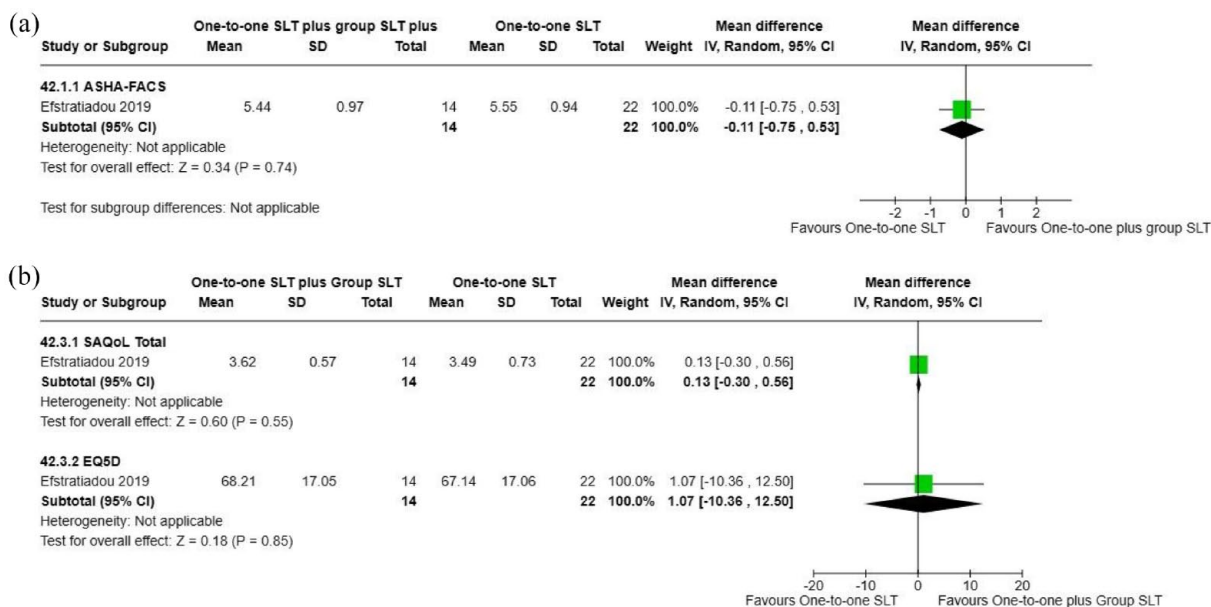 (a)
One-to-one SLT plus group SLT plus One-to-one SLT Mean difference Mean difference
Study or Subgroup Mean SD Total Mean SD Total Weight IV, Random, 95% CI IV, Random, 95% CI
42.1.1 ASHA-FACS
Efstratiadou 2019 5.44 0.97 14 5.55 0.94 22 100.0% -0.11 [-0.75 , 0.53]
Subtotal (95% CI) 14 22 100.0% -0.11 [-0.75 , 0.53]
Heterogeneity: Not applicable
Test for overall effect: Z = 0.34 (P = 0.74)
Test for subgroup differences: Not applicable
-2 -1 0 1 2
Favours One-to-one SLT Favours One-to-one plus group SLT
(b)
One-to-one SLT plus Group SLT One-to-one SLT Mean difference Mean difference
Study or Subgroup Mean SD Total Mean SD Total Weight IV, Random, 95% CI IV, Random, 95% CI
42.3.1 SAQoL Total
Efstratiadou 2019 3.62 0.57 14 3.49 0.73 22 100.0% 0.13 [-0.30 , 0.56]
Subtotal (95% CI) 14 22 100.0% 0.13 [-0.30 , 0.56]
Heterogeneity: Not applicable
Test for overall effect: Z = 0.60 (P = 0.55)
42.3.2 EQ5D
Efstratiadou 2019 68.21 17.05 14 67.14 17.06 22 100.0% 1.07 [-10.36 , 12.50]
Subtotal (95% CI) 14 22 100.0% 1.07 [-10.36 , 12.50]
Heterogeneity: Not applicable
Test for overall effect: Z = 0.18 (P = 0.85)
-20 -10 0 10 20
Favours One-to-one SLT Favours One-to-one plus Group SLT